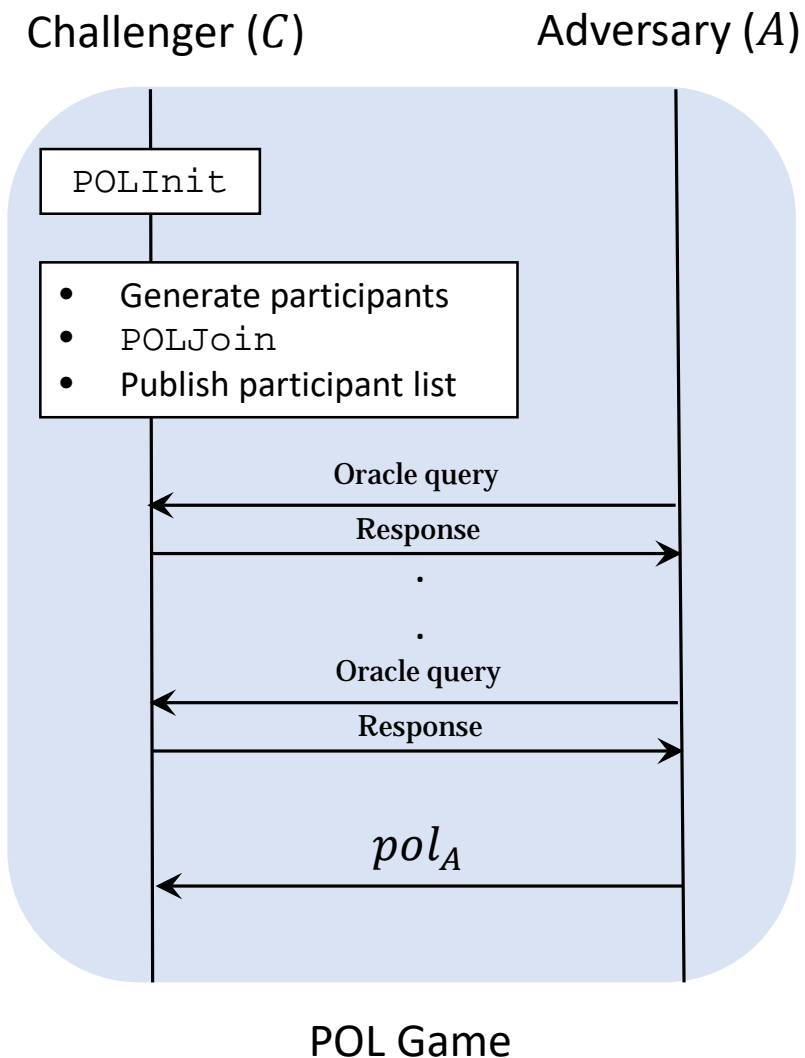 Challenger (C) Adversary (A)
POLInit
• Generate participants
• POLJoin
• Publish participant list
Oracle query
Response
.
.
Oracle query
Response
pol_A
POL Game